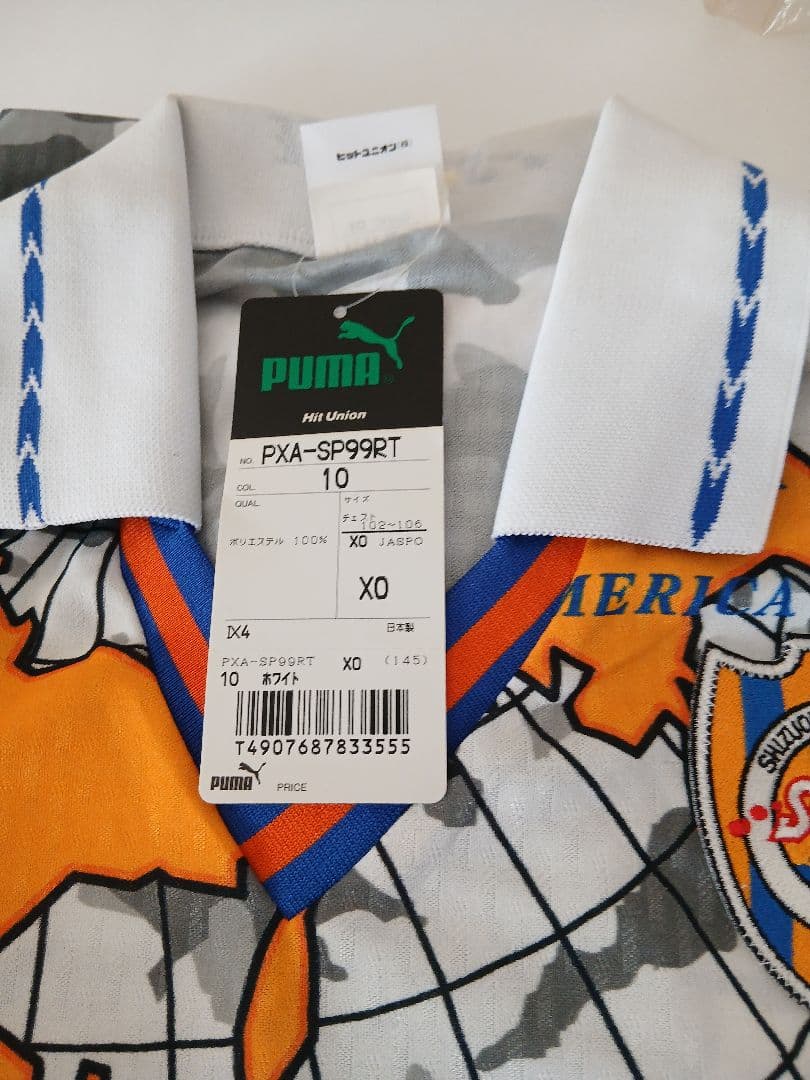 ヒットユニオン(株)
PUMA
Hit Union
NO. PXA-SP99RT
COL. 10
QUAL. サイズ
チェスト
102~106
ポリエステル 100% XO JASPO
XO
IX4 日本製
PXA-SP99RT XO (145)
10 ホワイト
T4907687833555
PUMA PRICE
MERICA
SHIZUO
S